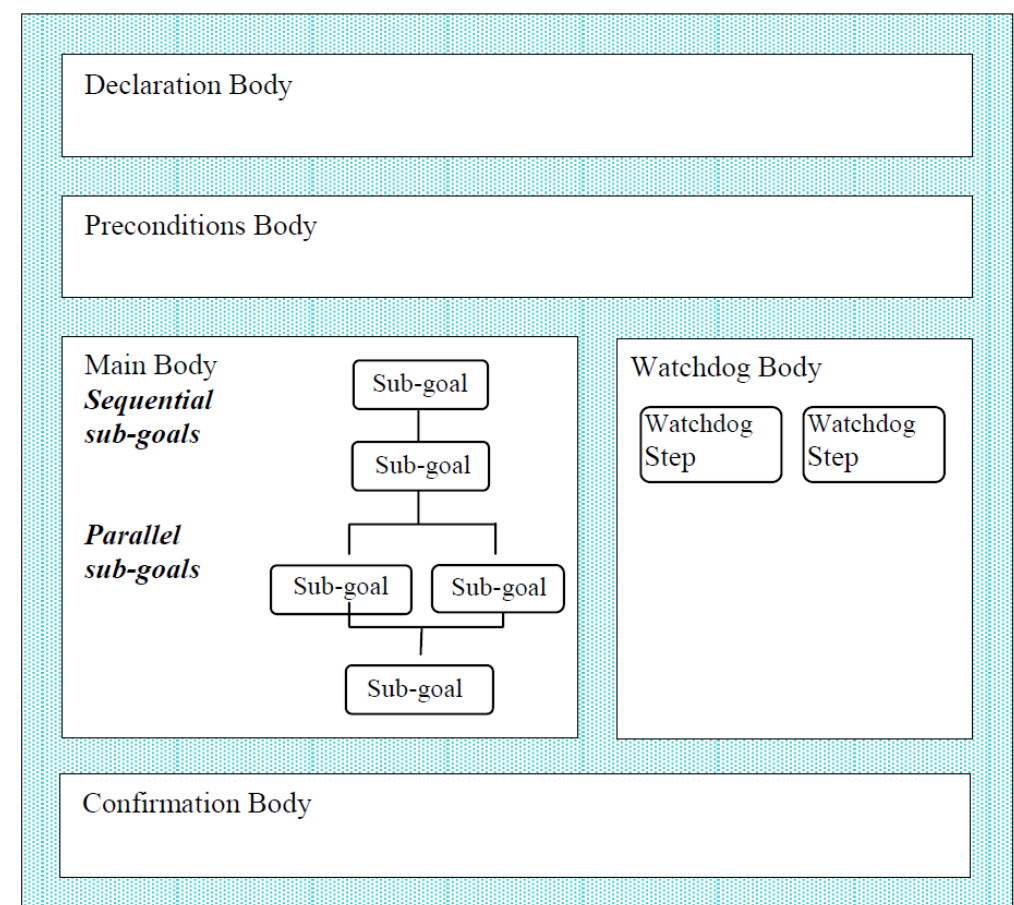 Declaration Body
Preconditions Body
Main Body
Sequential
sub-goals
Sub-goal
Sub-goal
Parallel
sub-goals
Sub-goal
Sub-goal
Sub-goal
Watchdog Body
Watchdog
Step
Watchdog
Step
Confirmation Body